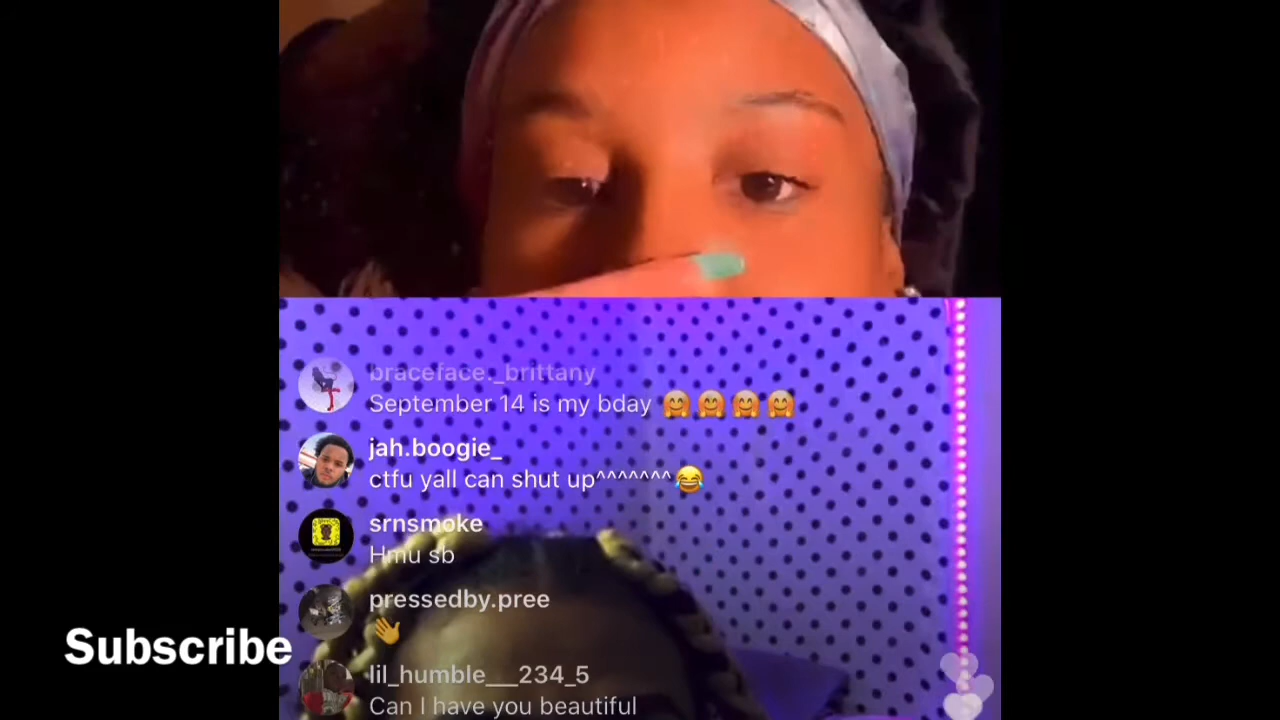 braceface._brittany
September 14 is my bday 🤗🤗🤗🤗
jah.boogie_
ctfu yall can shut up^^^^^^^😂
srnsmoke
Hmu sb
pressedby.pree
👋
Subscribe
lil_humble___234_5
Can I have you beautiful